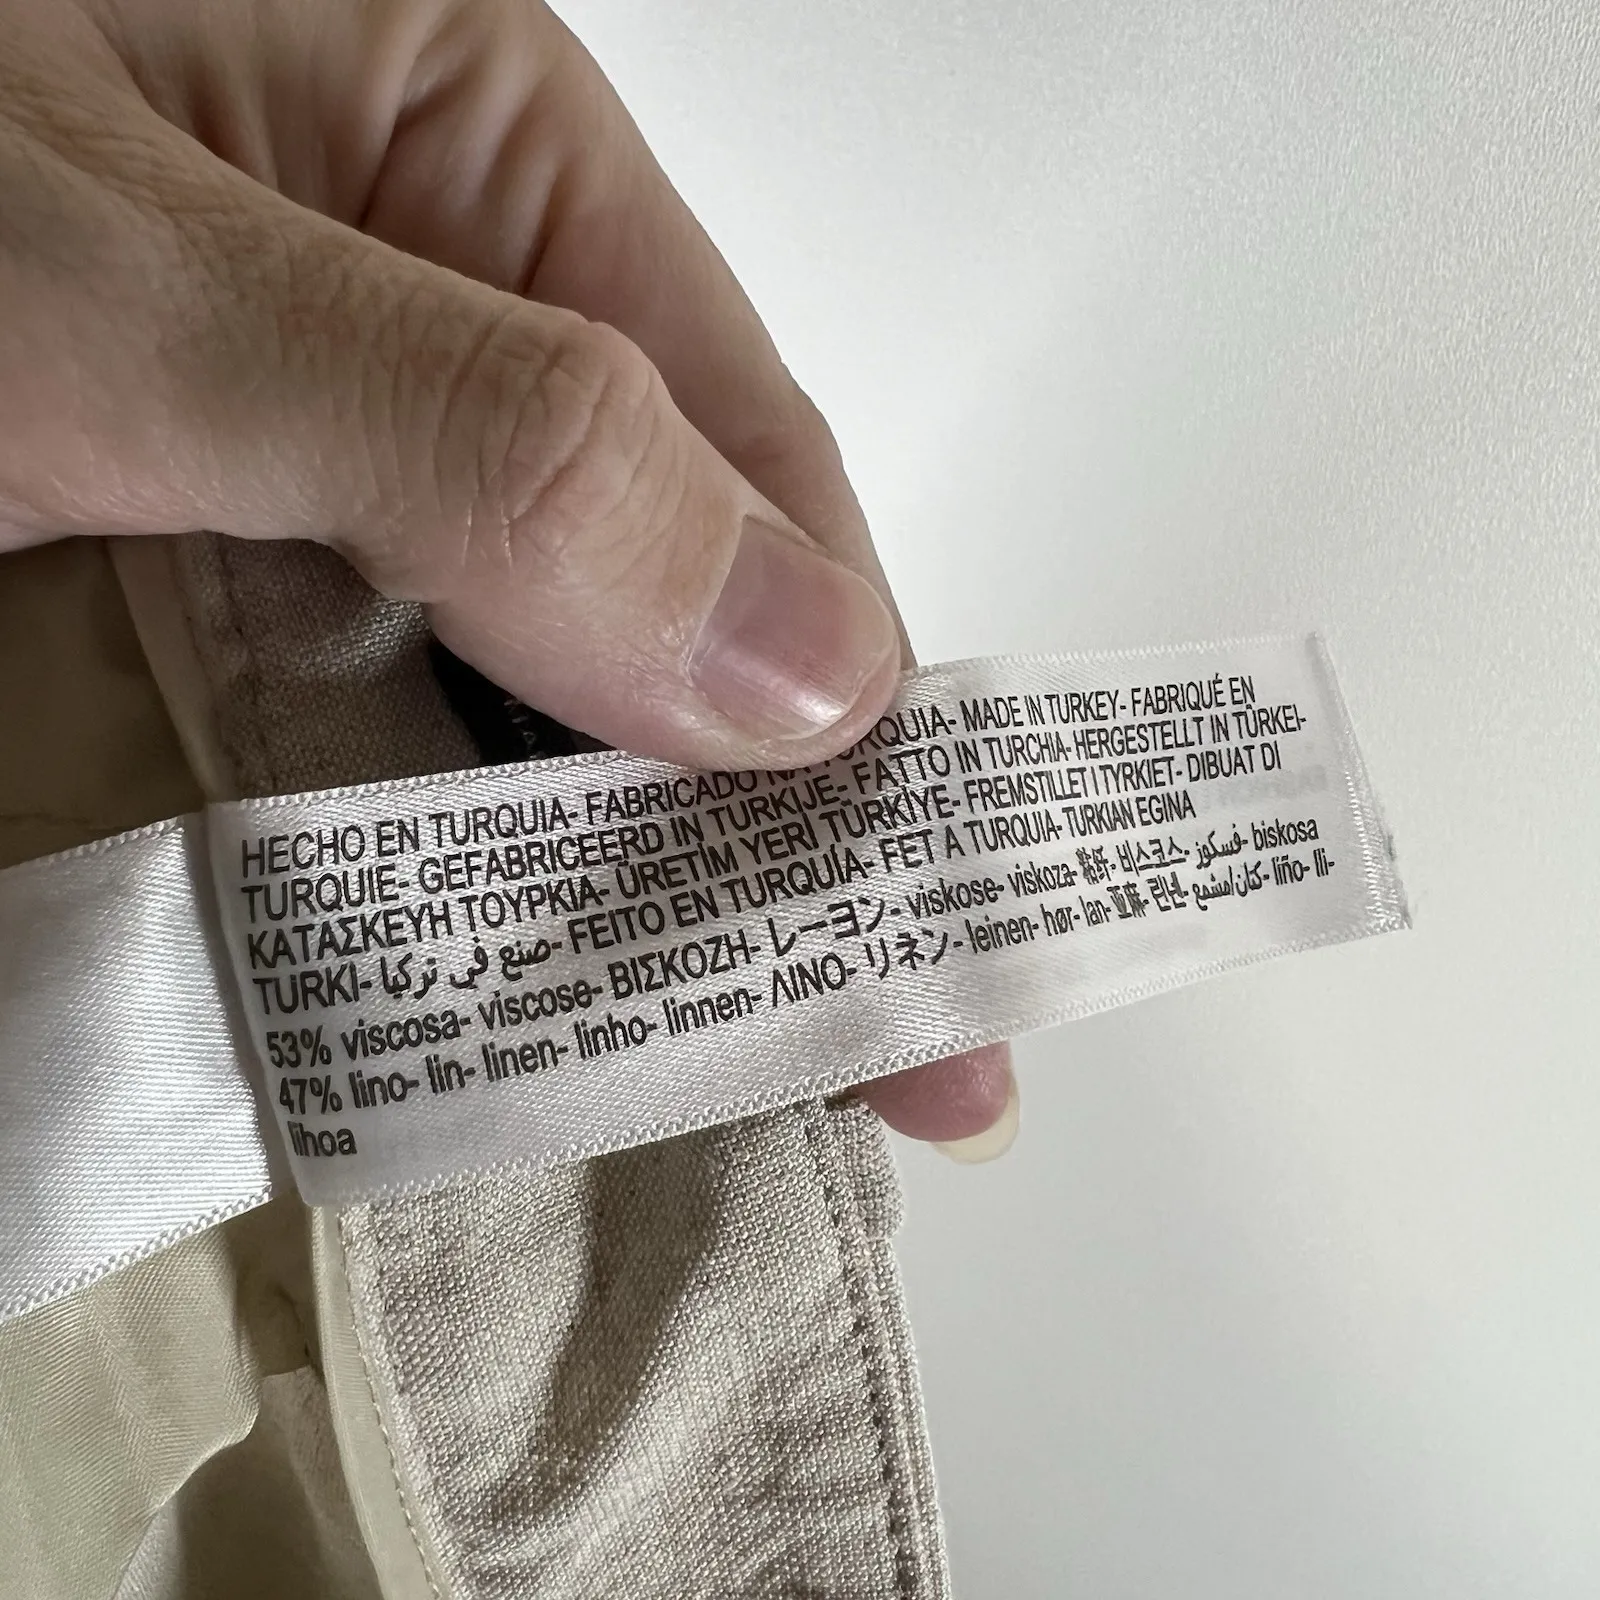 HECHO EN TURQUIA- FABRICADO NA TURQUIA- MADE IN TURKEY- FABRIQUÉ EN
TURQUIE- GEFABRICEERD IN TURKIJE- FATTO IN TURCHIA- HERGESTELLT IN TÜRKEI-
ΚΑΤΑΣΚΕΥΗ ΤΟΥΡΚΙΑ- ÜRETİM YERİ TÜRKİYE- FREMSTILLET I TYRKIET- DIBUAT DI
TURKI- صنع في تركيا- FEITO EN TURQUÍA- FET A TURQUIA- TURKIAN EGINA
53% viscosa- viscose- ΒΙΣΚΟΖΗ- レーヨン- viskose- viskoza- 黏纤- 비스코스- فسكوز- biskosa
47% lino- lin- linen- linho- linnen- ΛΙΝΟ- リネン- leinen- hør- lan- 亚麻- 린넨- كتان/مشمع- liño- li-
lihoa